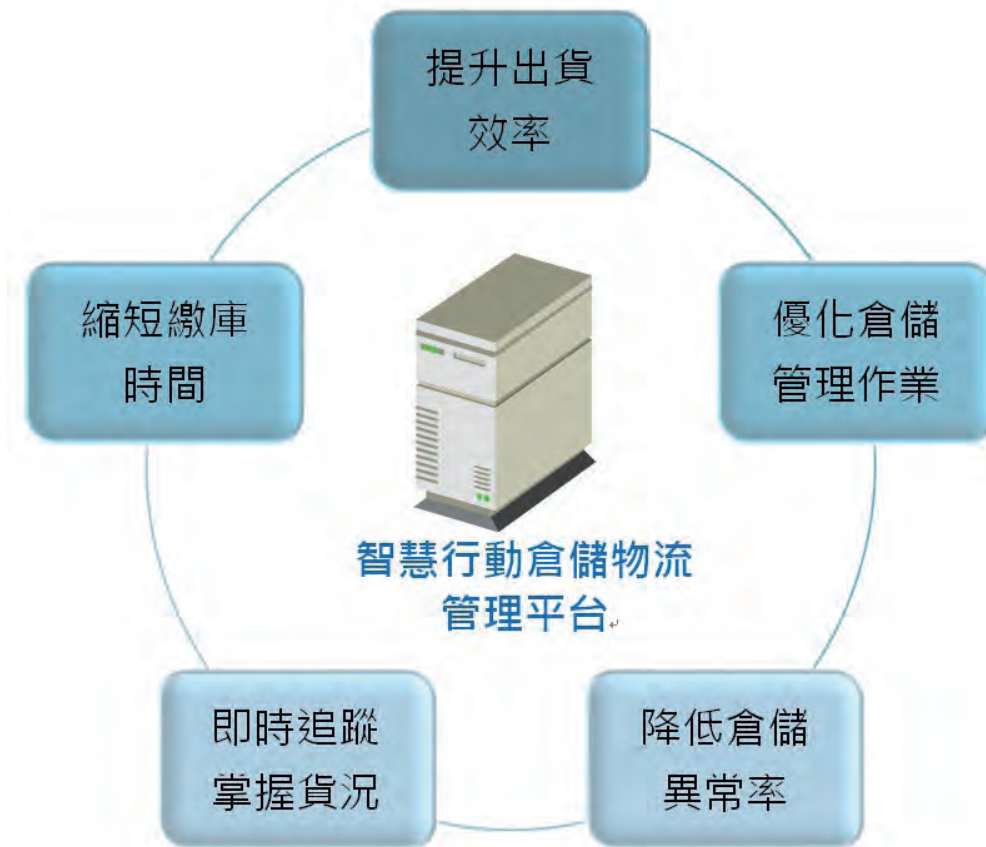 提升出貨
效率
縮短繳庫
時間
優化倉儲
管理作業
智慧行動倉儲物流
管理平台
即時追蹤
掌握貨況
降低倉儲
異常率